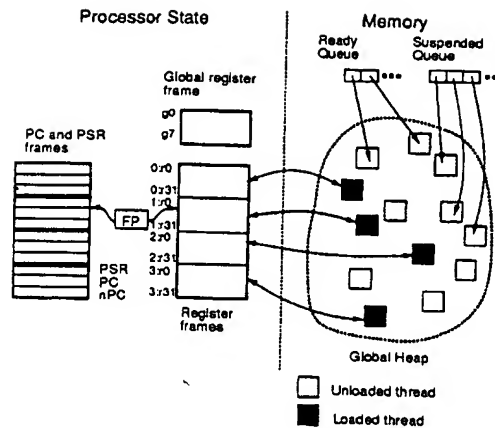 Processor State
Memory
Ready
Queue
Suspended
Queue
Global register
frame
g0
g7
PC and PSR
frames
0:r0
0:r31
1:r0
1:r31
2:r0
2:r31
3:r0
3:r31
FP
PSR
PC
nPC
Register
frames
Global Heap
Unloaded thread
Loaded thread